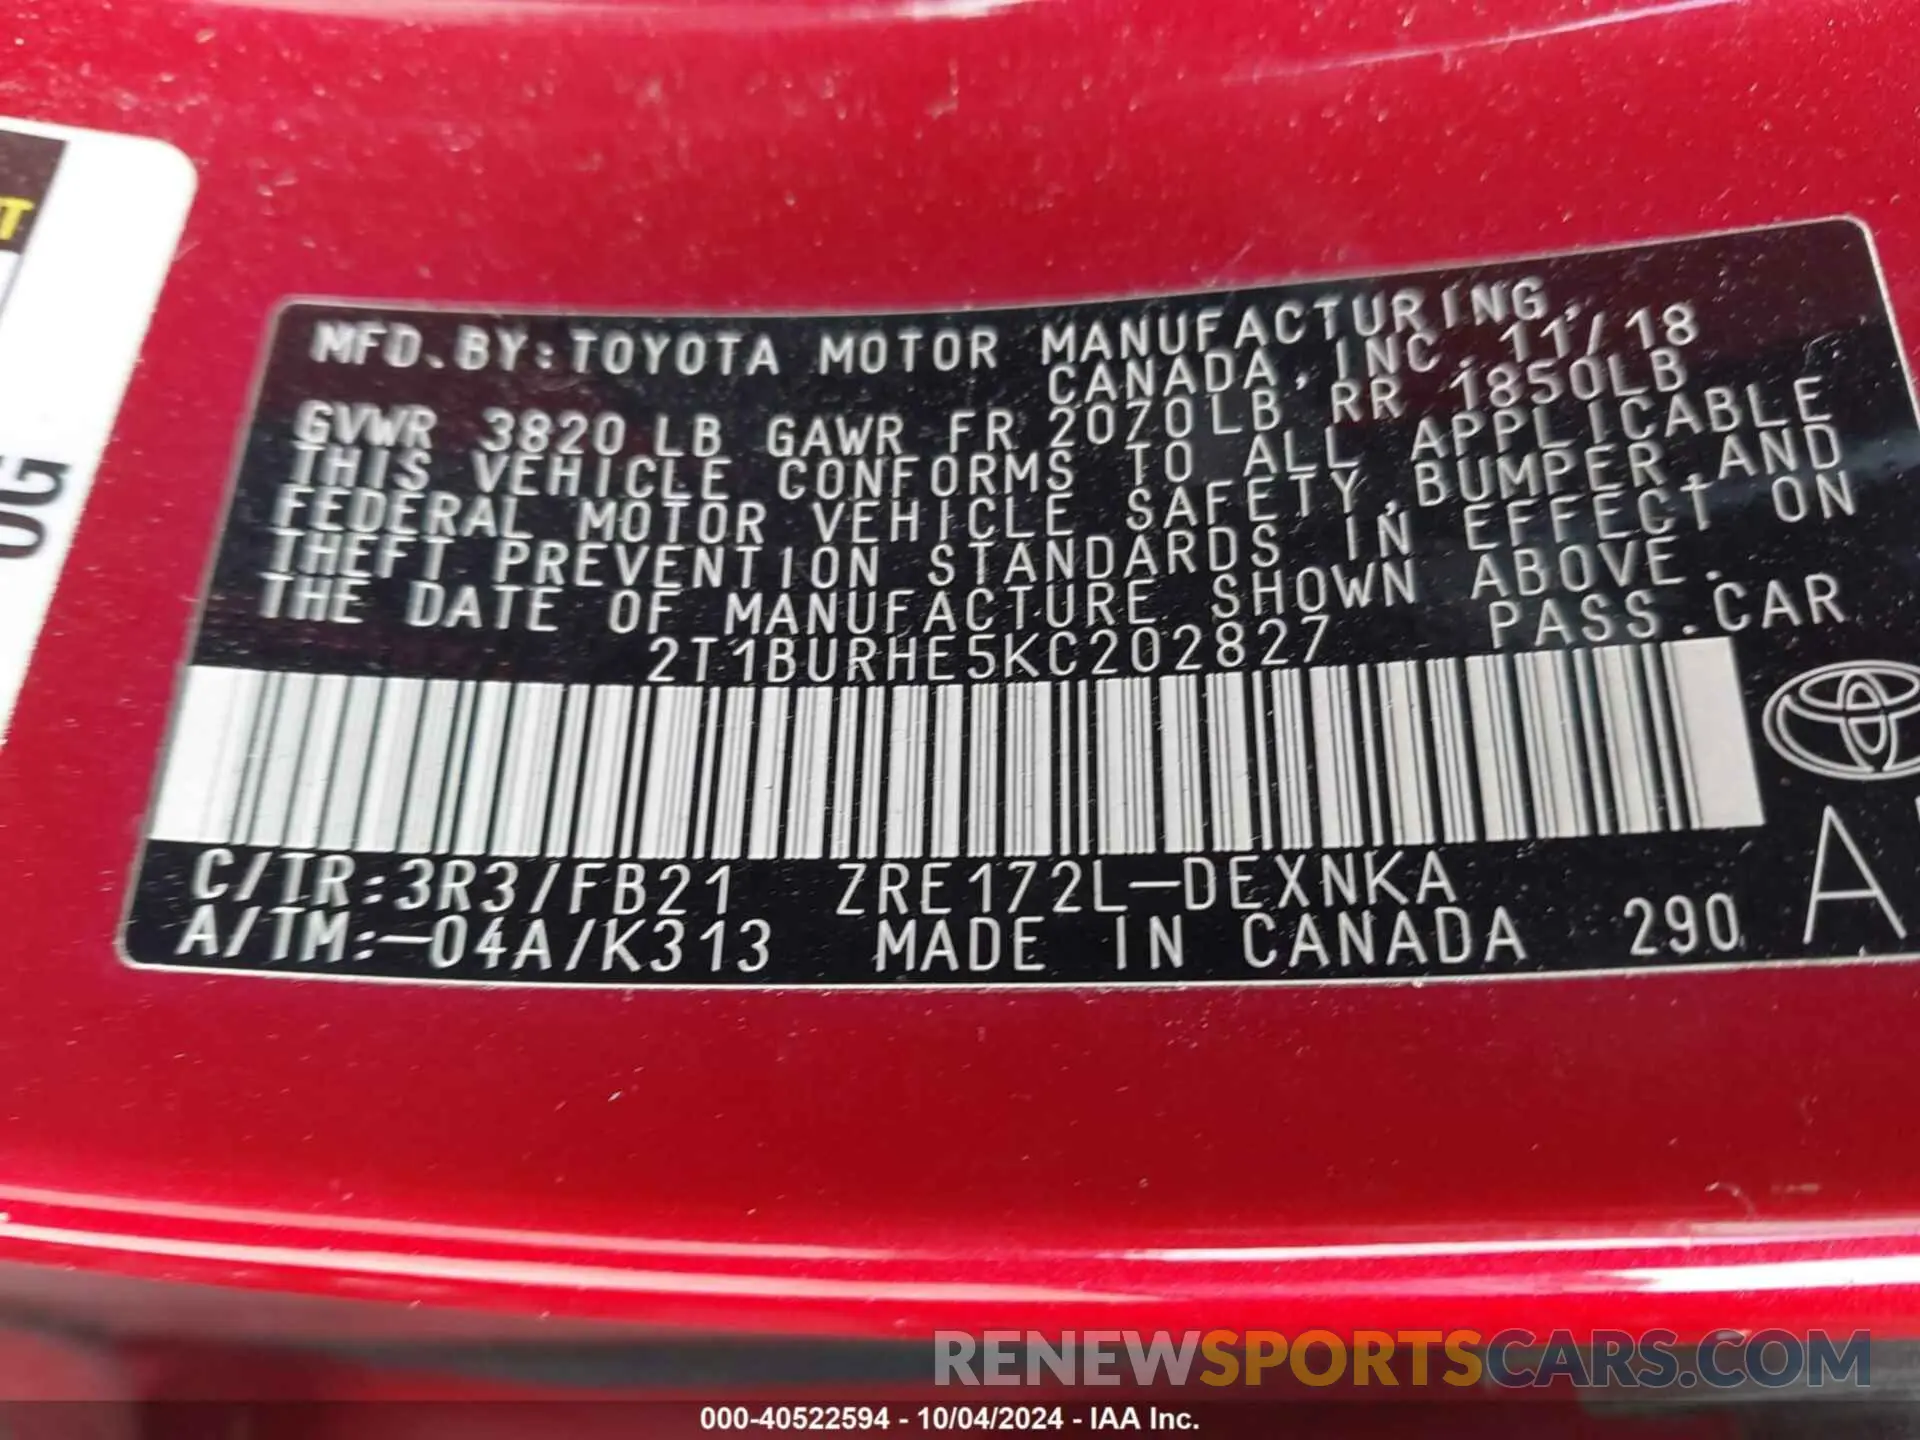 T
0G
MFD.BY:TOYOTA MOTOR MANUFACTURING,
CANADA, INC. 11/18
GVWR 3820 LB GAWR FR 2070LB RR 1850LB
THIS VEHICLE CONFORMS TO ALL APPLICABLE
FEDERAL MOTOR VEHICLE SAFETY,BUMPER,AND
THEFT PREVENTION STANDARDS IN EFFECT ON
THE DATE OF MANUFACTURE SHOWN ABOVE.
2T1BURHE5KC202827 PASS.CAR
C/TR:3R3/FB21 ZRE172L-DEXNKA
A/TM:-04A/K313 MADE IN CANADA 290 A
RENEWSPORTSCARS.COM
000-40522594 - 10/04/2024 - IAA Inc.